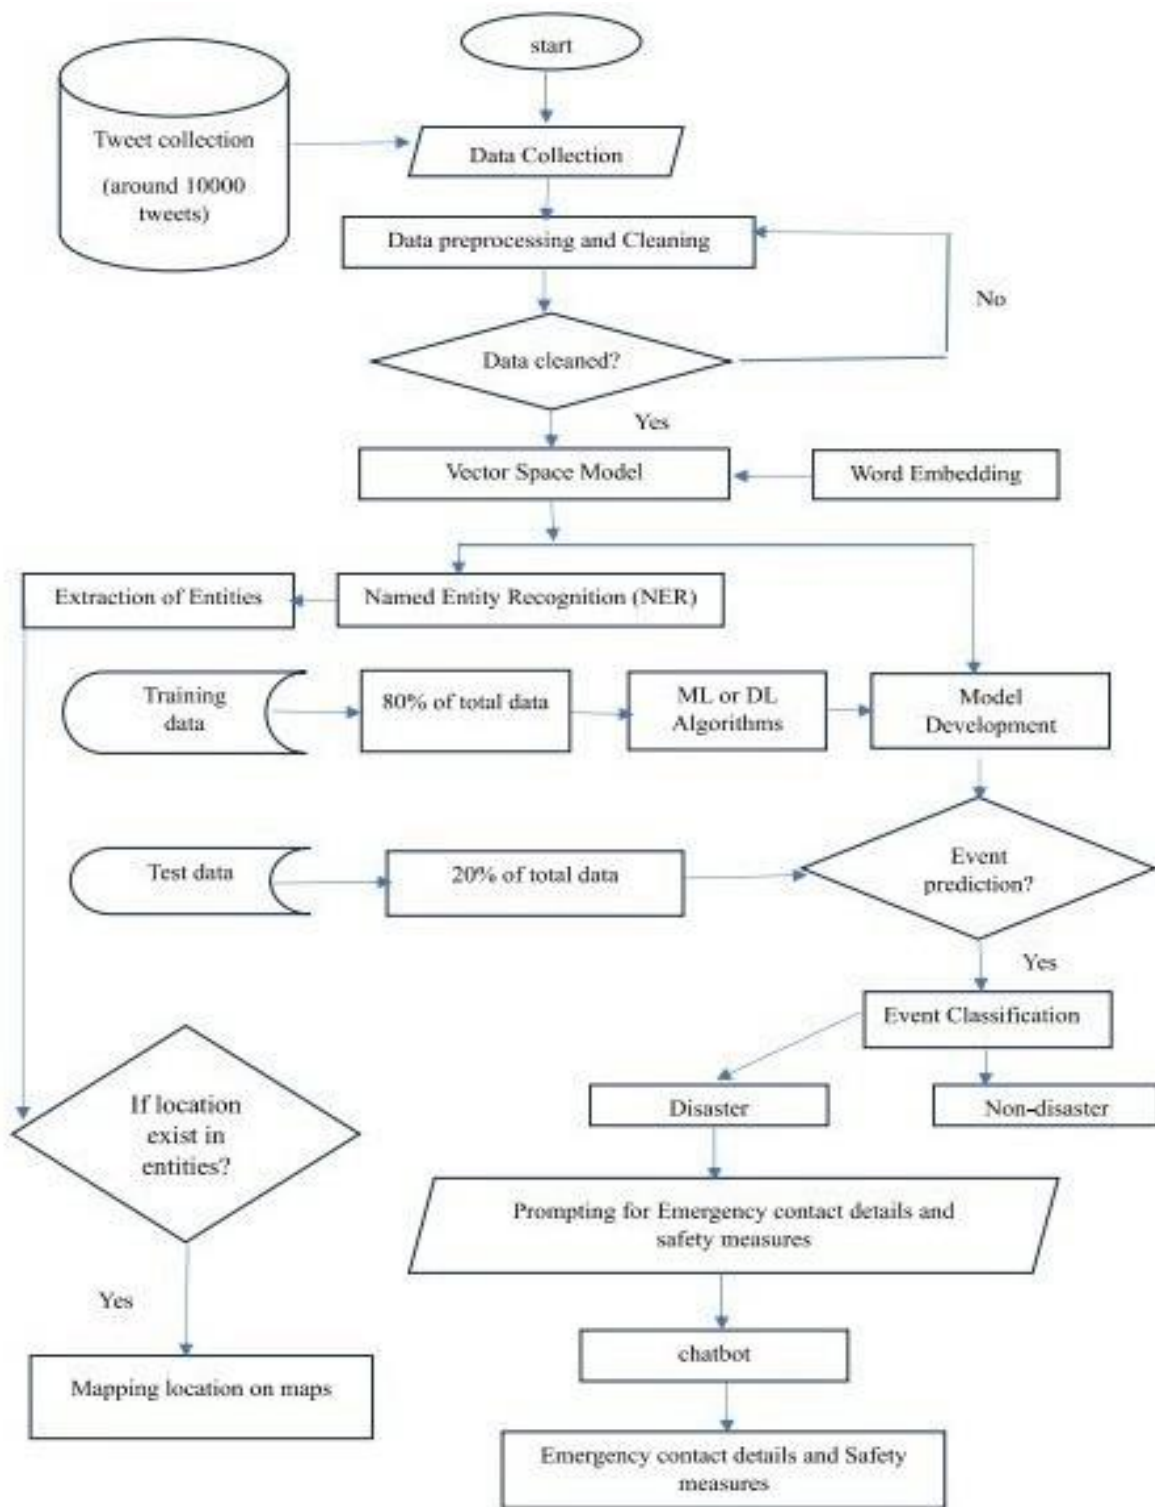 start
Tweet collection
(around 10000
tweets)
Data Collection
Data preprocessing and Cleaning
No
Data cleaned?
Yes
Vector Space Model
Word Embedding
Extraction of Entities
Named Entity Recognition (NER)
Training
data
80% of total data
ML or DL
Algorithms
Model
Development
Test data
20% of total data
Event
prediction?
Yes
Event Classification
If location
exist in
entities?
Disaster
Non-disaster
Prompting for Emergency contact details and
safety measures
Yes
chatbot
Mapping location on maps
Emergency contact details and Safety
measures